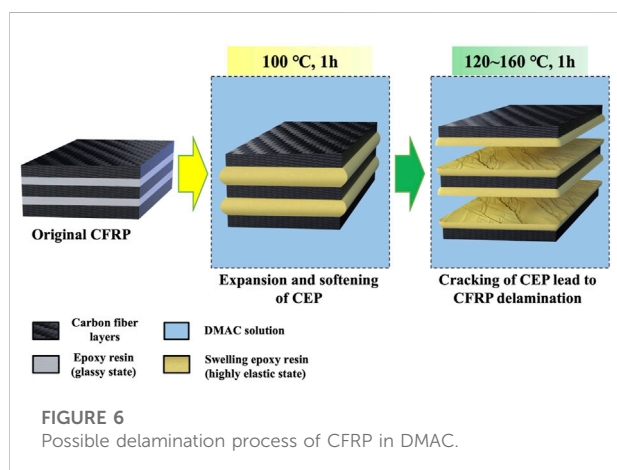 100 °C, 1h
120~160 °C, 1h
Original CFRP
Expansion and softening
of CEP
Cracking of CEP lead to
CFRP delamination
Carbon fiber
layers
DMAC solution
Epoxy resin
(glassy state)
Swelling epoxy resin
(highly elastic state)
FIGURE 6
Possible delamination process of CFRP in DMAC.